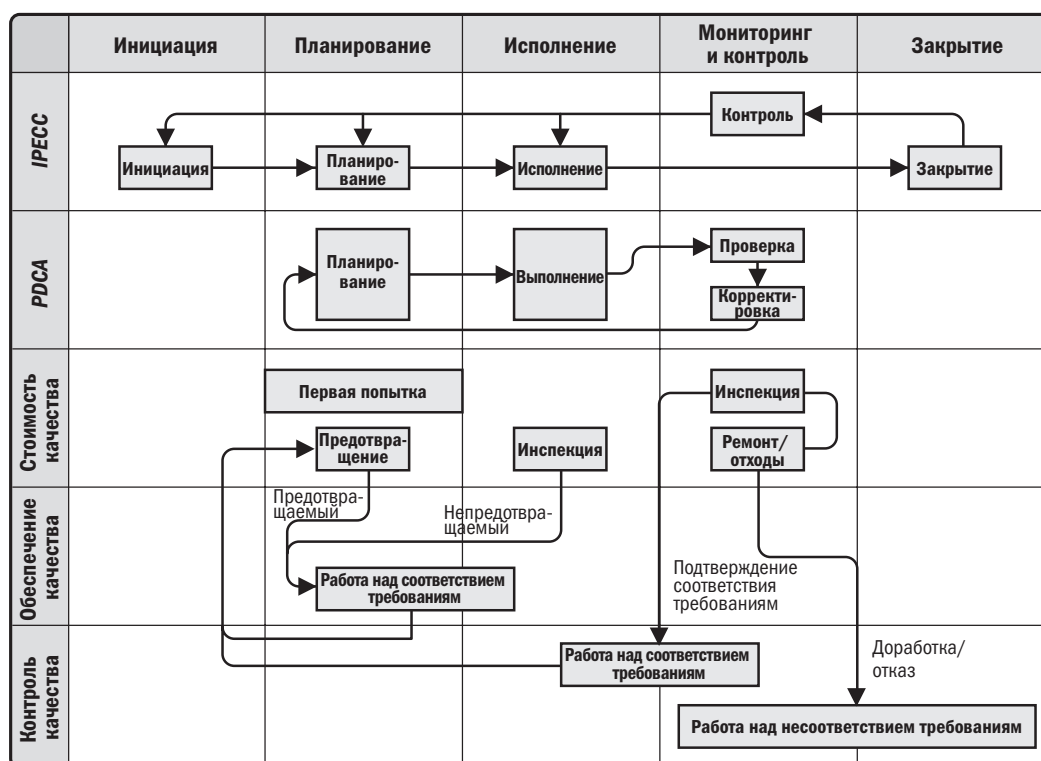 Инициация
Планирование
Исполнение
Мониторинг
и контроль
Закрытие
IPECC
Контроль
Инициация
Планиро-
вание
Исполнение
Закрытие
PDCA
Планиро-
вание
Выполнение
Проверка
Корректи-
ровка
Стоимость
качества
Первая попытка
Инспекция
Предотвра-
щение
Инспекция
Ремонт/
отходы
Обеспечение
качества
Предотвра-
щаемый
Непредотвра-
щаемый
Работа над соответствием
требованиям
Подтверждение
соответствия
требованиям
Контроль
качества
Работа над соответствием
требованиям
Доработка/
отказ
Работа над несоответствием требованиям